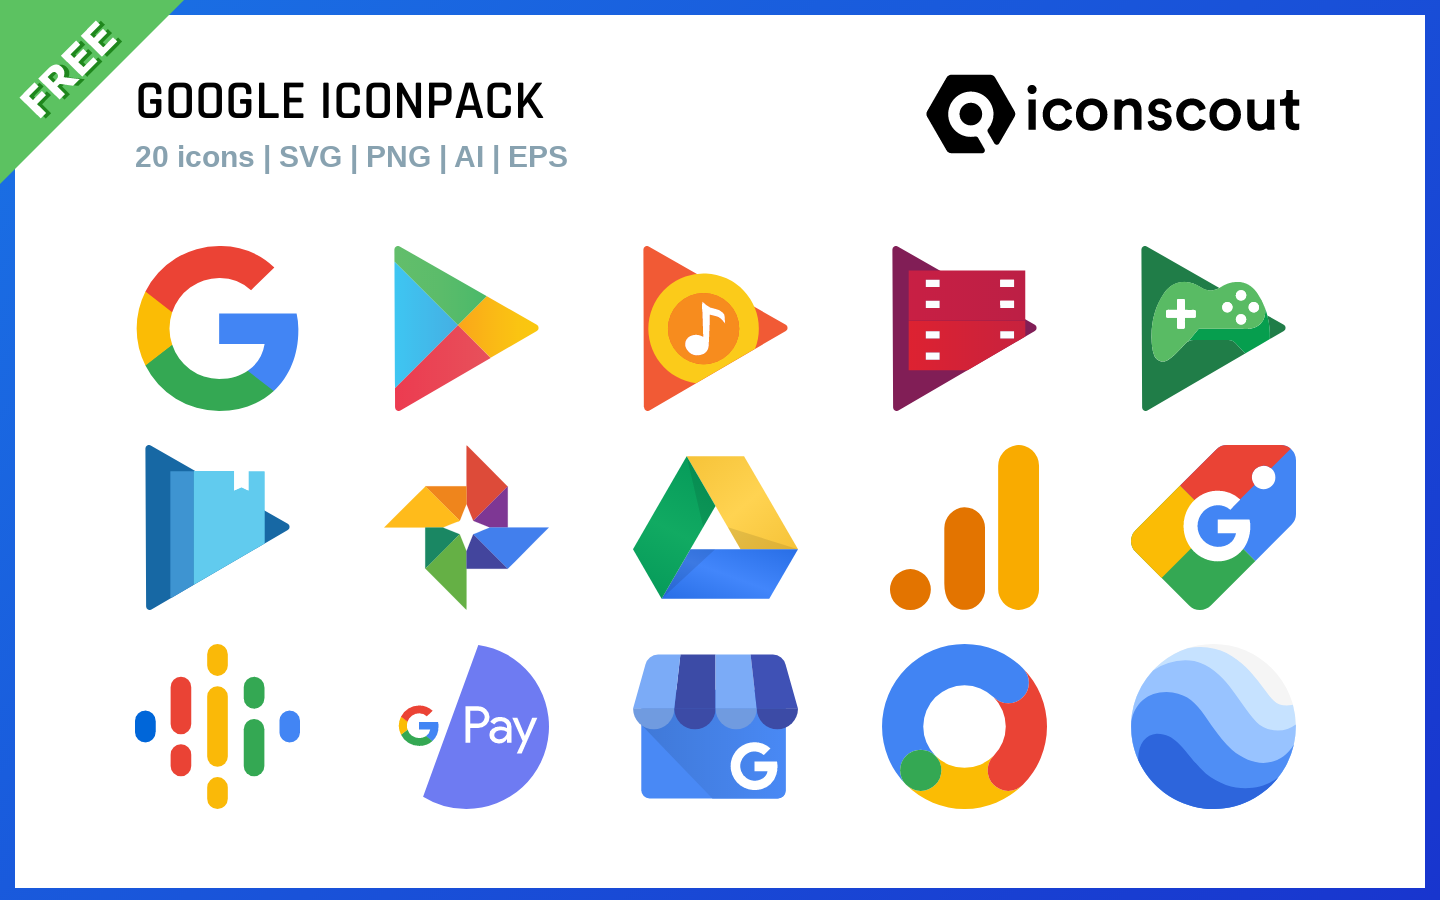 FREE
GOOGLE ICONPACK
20 icons | SVG | PNG | AI | EPS
iconscout
G
G
G Pay
G